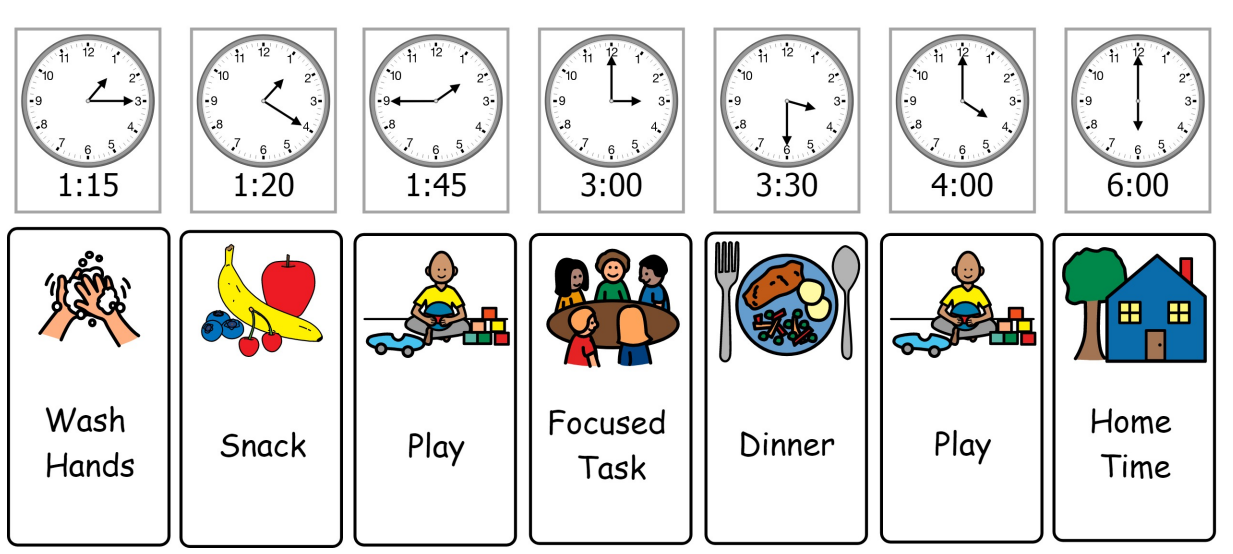 1:15 1:20 1:45 3:00 3:30 4:00 6:00
Wash
Hands
Snack
Play
Focused
Task
Dinner
Play
Home
Time